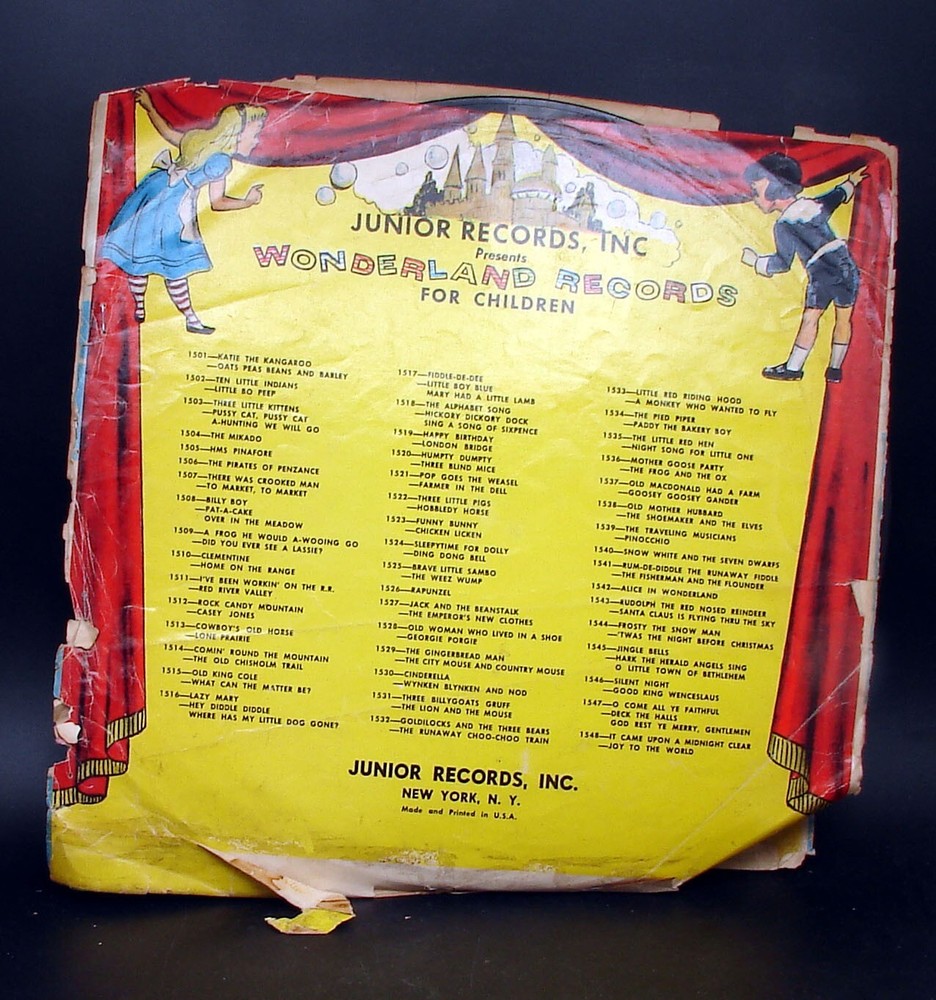 JUNIOR RECORDS, INC
Presents
WONDERLAND RECORDS
FOR CHILDREN
1501—KATIE THE KANGAROO
—OATS PEAS BEANS AND BARLEY
1502—TEN LITTLE INDIANS
—LITTLE BO PEEP
1503—THREE LITTLE KITTENS
—PUSSY CAT, PUSSY CAT
A-HUNTING WE WILL GO
1504—THE MIKADO
1505—HMS PINAFORE
1506—THE PIRATES OF PENZANCE
1507—THERE WAS CROOKED MAN
—TO MARKET, TO MARKET
1508—BILLY BOY
—PAT-A-CAKE
OVER IN THE MEADOW
1509—A FROG HE WOULD A-WOOING GO
—DID YOU EVER SEE A LASSIE?
1510—CLEMENTINE
—HOME ON THE RANGE
1511—I'VE BEEN WORKIN' ON THE R.R.
—RED RIVER VALLEY
1512—ROCK CANDY MOUNTAIN
—CASEY JONES
1513—COWBOY'S OLD HORSE
—LONE PRAIRIE
1514—COMIN' ROUND THE MOUNTAIN
—THE OLD CHISHOLM TRAIL
1515—OLD KING COLE
—WHAT CAN THE MATTER BE?
1516—LAZY MARY
—HEY DIDDLE DIDDLE
WHERE HAS MY LITTLE DOG GONE?
1517—FIDDLE-DE-DEE
—LITTLE BOY BLUE
MARY HAD A LITTLE LAMB
1518—THE ALPHABET SONG
—HICKORY DICKORY DOCK
SING A SONG OF SIXPENCE
1519—HAPPY BIRTHDAY
—LONDON BRIDGE
1520—HUMPTY DUMPTY
—THREE BLIND MICE
1521—POP GOES THE WEASEL
—FARMER IN THE DELL
1522—THREE LITTLE PIGS
—HOBBLEDY HORSE
1523—FUNNY BUNNY
—CHICKEN LICKEN
1524—SLEEPYTIME FOR DOLLY
—DING DONG BELL
1525—BRAVE LITTLE SAMBO
—THE WEEZ WUMP
1526—RAPUNZEL
1527—JACK AND THE BEANSTALK
—THE EMPEROR'S NEW CLOTHES
1528—OLD WOMAN WHO LIVED IN A SHOE
—GEORGIE PORGIE
1529—THE GINGERBREAD MAN
—THE CITY MOUSE AND COUNTRY MOUSE
1530—CINDERELLA
—WYNKEN BLYNKEN AND NOD
1531—THREE BILLYGOATS GRUFF
—THE LION AND THE MOUSE
1532—GOLDILOCKS AND THE THREE BEARS
—THE RUNAWAY CHOO-CHOO TRAIN
1533—LITTLE RED RIDING HOOD
—A MONKEY WHO WANTED TO FLY
1534—THE PIED PIPER
—PADDY THE BAKERY BOY
1535—THE LITTLE RED HEN
—NIGHT SONG FOR LITTLE ONE
1536—MOTHER GOOSE PARTY
—THE FROG AND THE OX
1537—OLD MACDONALD HAD A FARM
—GOOSEY GOOSEY GANDER
1538—OLD MOTHER HUBBARD
—THE SHOEMAKER AND THE ELVES
1539—THE TRAVELING MUSICIANS
—PINOCCHIO
1540—SNOW WHITE AND THE SEVEN DWARFS
1541—RUM-DE-DIDDLE THE RUNAWAY FIDDLE
—THE FISHERMAN AND THE FLOUNDER
1542—ALICE IN WONDERLAND
1543—RUDOLPH THE RED NOSED REINDEER
—SANTA CLAUS IS FLYING THRU THE SKY
1544—FROSTY THE SNOW MAN
—'TWAS THE NIGHT BEFORE CHRISTMAS
1545—JINGLE BELLS
—HARK THE HERALD ANGELS SING
O LITTLE TOWN OF BETHLEHEM
1546—SILENT NIGHT
—GOOD KING WENCESLAUS
1547—O COME ALL YE FAITHFUL
—DECK THE HALLS
GOD REST YE MERRY, GENTLEMEN
1548—IT CAME UPON A MIDNIGHT CLEAR
—JOY TO THE WORLD
JUNIOR RECORDS, INC.
NEW YORK, N. Y.
Made and Printed in U.S.A.